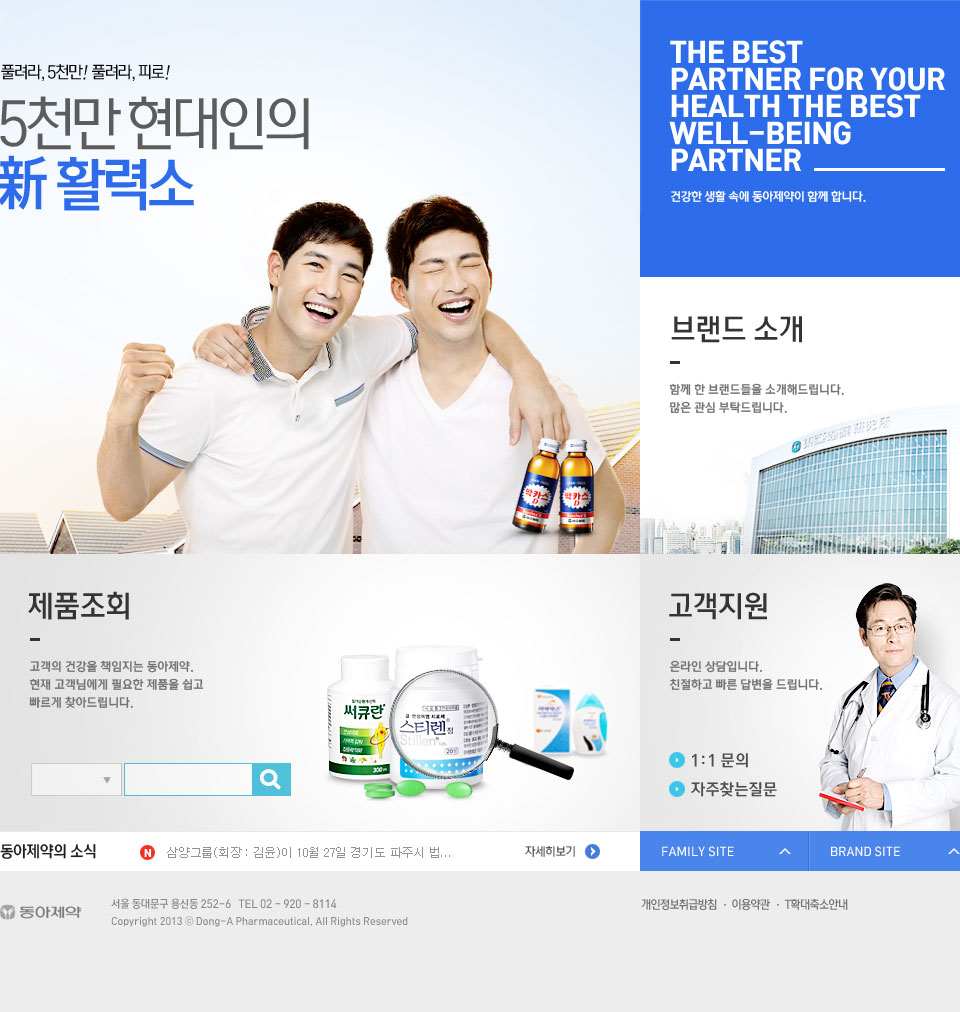 풀려라, 5천만! 풀려라, 피로!
5천만 현대인의
新 활력소
THE BEST
PARTNER FOR YOUR
HEALTH THE BEST
WELL-BEING
PARTNER
건강한 생활 속에 동아제약이 함께 합니다.
브랜드 소개
함께 한 브랜드들을 소개해드립니다.
많은 관심 부탁드립니다.
박카스 박카스
D D
제품조회
고객의 건강을 책임지는 동아제약.
현재 고객님에게 필요한 제품을 쉽고
빠르게 찾아드립니다.
써큐란
300
스티렌 정
Stillen
고객지원
온라인 상담입니다.
친절하고 빠른 답변을 드립니다.
1:1 문의
자주찾는질문
동아제약의 소식
N 삼양그룹(회장 : 김윤)이 10월 27일 경기도 파주시 법...
자세히보기
FAMILY SITE
BRAND SITE
동아제약
서울 동대문구 용신동 252-6 TEL 02 - 920 - 8114
Copyright 2013 ⓒ Dong-A Pharmaceutical. All Rights Reserved
개인정보취급방침 · 이용약관 · T확대축소안내